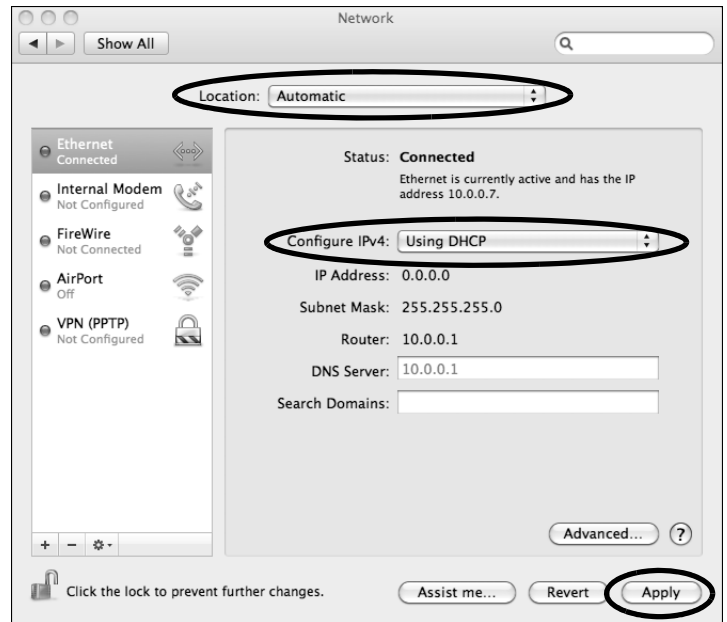 Network
Show All
Location: Automatic
Ethernet
Connected
Internal Modem
Not Configured
FireWire
Not Connected
AirPort
Off
VPN (PPTP)
Not Configured
Status: Connected
Ethernet is currently active and has the IP
address 10.0.0.7.
Configure IPv4: Using DHCP
IP Address: 0.0.0.0
Subnet Mask: 255.255.255.0
Router: 10.0.0.1
DNS Server: 10.0.0.1
Search Domains:
Advanced... ?
+ −
Click the lock to prevent further changes.
Assist me... Revert Apply